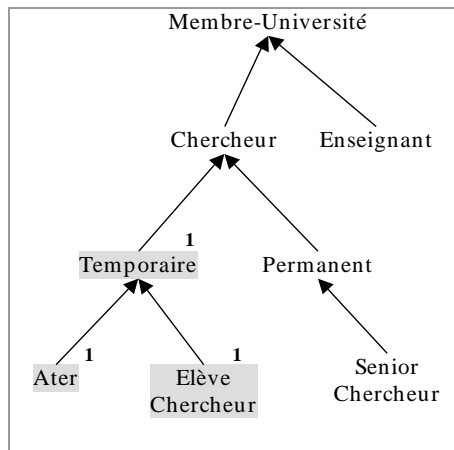 Membre-Université
Chercheur
Enseignant
1
Temporaire
Permanent
1
1
Ater
Elève
Chercheur
Senior
Chercheur